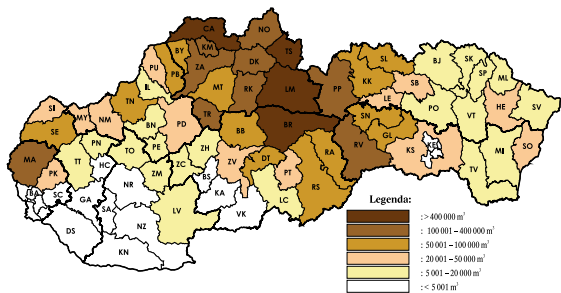 CA
NO
BY
KM
TS
PU
PB
ZA
DK
IL
MT
RK
LM
PP
KK
SL
LE
SB
BJ
SK
SP
ML
SI
MY
SE
TN
NM
BN
PD
TR
BB
BR
SN
GL
RV
PO
VT
HE
SV
KS
KE
MI
SO
TV
MA
PK
TT
PN
HC
TO
PE
ZM
ZC
ZH
ZV
DT
PT
RA
RS
LC
BA
SC
GA
SA
NR
BS
KA
VK
LV
NZ
DS
KN
Legenda:
:> 400 000 m³
: 100 001 – 400 000 m³
: 50 001 – 100 000 m³
: 20 001 – 50 000 m³
: 5 001 – 20 000 m³
: < 5 001 m³